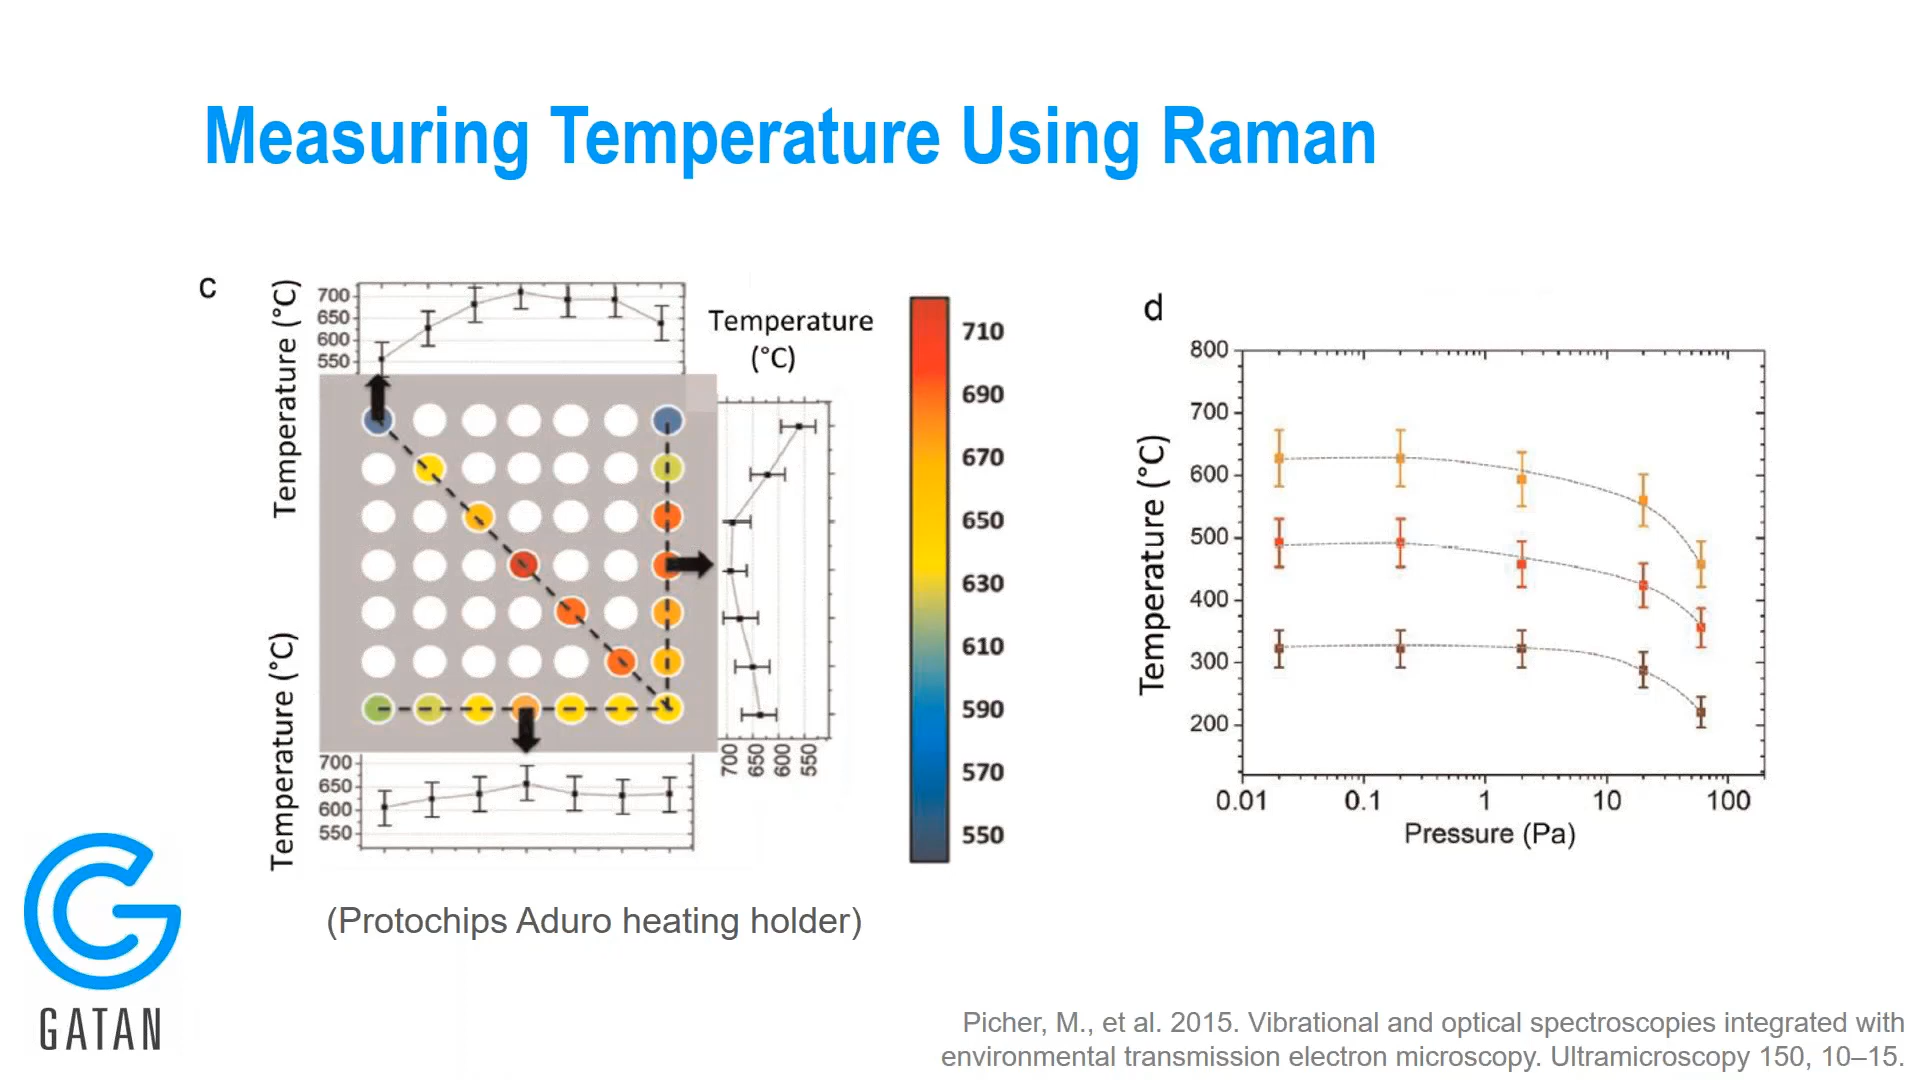 Measuring Temperature Using Raman
c
Temperature (°C)
700
650
600
550
Temperature
(°C)
700
650
600
550
Temperature (°C)
700
650
600
550
710
690
670
650
630
610
590
570
550
(Protochips Aduro heating holder)
d
Temperature (°C)
800
700
600
500
400
300
200
0.01
0.1
1
10
100
Pressure (Pa)
GATAN
Picher, M., et al. 2015. Vibrational and optical spectroscopies integrated with
environmental transmission electron microscopy. Ultramicroscopy 150, 10–15.